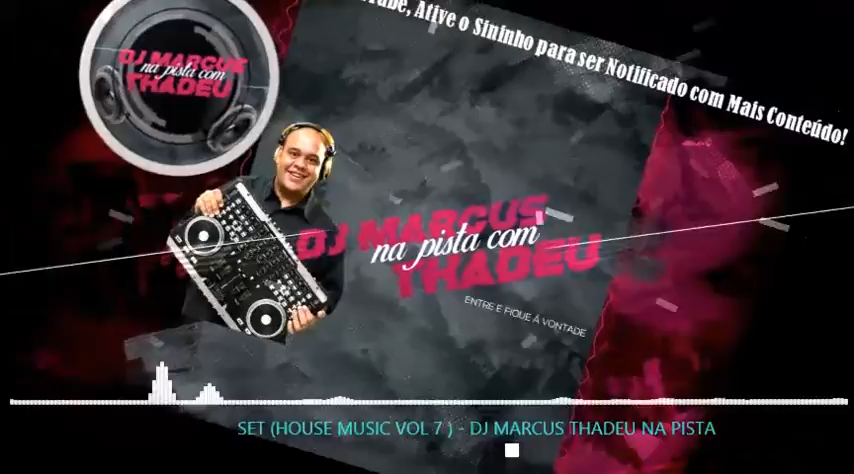 Tube, Ative o Sininho para ser Notificado com Mais Conteúdo!
DJ MARCUS
na pista com
THADEU
DJ MARCUS
na pista com
THADEU
ENTRE E FIQUE Á VONTADE
SET (HOUSE MUSIC VOL 7 ) - DJ MARCUS THADEU NA PISTA